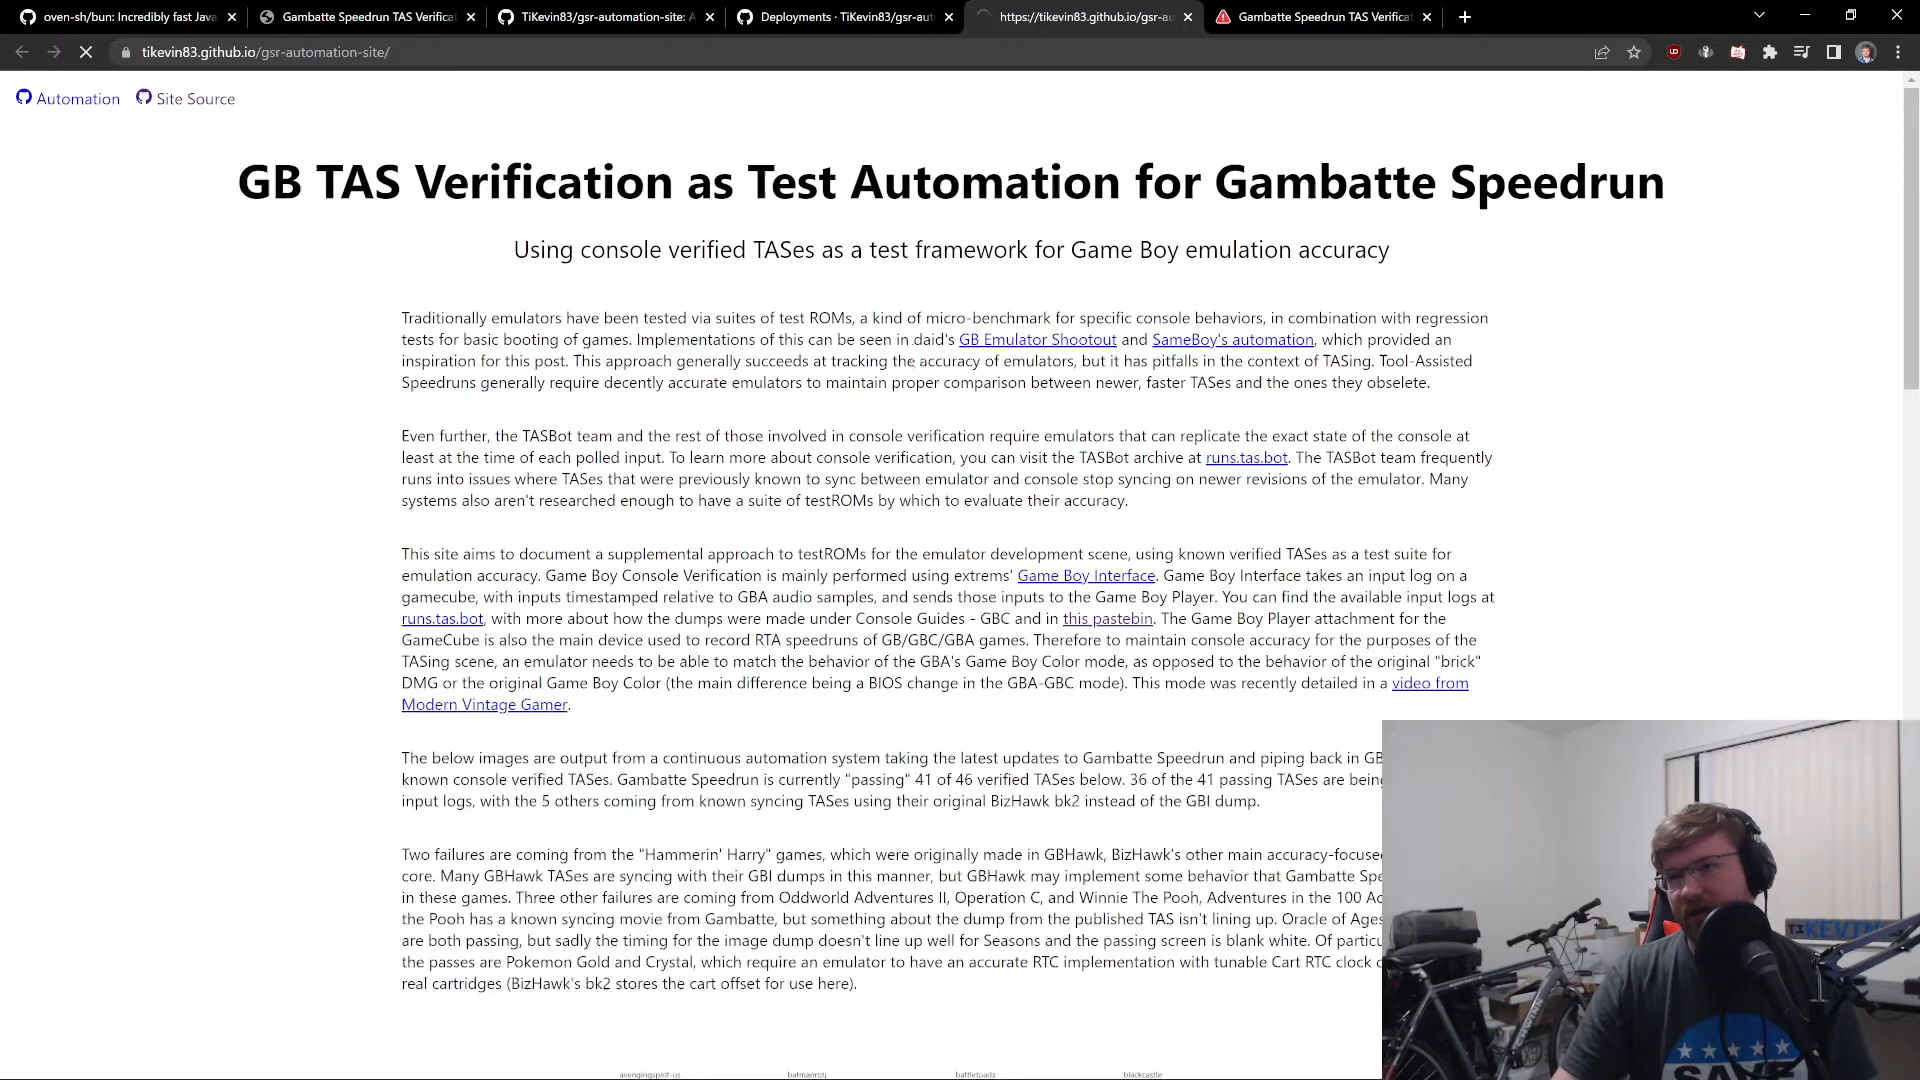 oven-sh/bun: Incredibly fast Java
Gambatte Speedrun TAS Verificat
TiKevin83/gsr-automation-site: A
Deployments · TiKevin83/gsr-aut
https://tikevin83.github.io/gsr-au
Gambatte Speedrun TAS Verificat
tikevin83.github.io/gsr-automation-site/
Automation Site Source
GB TAS Verification as Test Automation for Gambatte Speedrun
Using console verified TASes as a test framework for Game Boy emulation accuracy
Traditionally emulators have been tested via suites of test ROMs, a kind of micro-benchmark for specific console behaviors, in combination with regression
tests for basic booting of games. Implementations of this can be seen in daid's GB Emulator Shootout and SameBoy's automation, which provided an
inspiration for this post. This approach generally succeeds at tracking the accuracy of emulators, but it has pitfalls in the context of TASing. Tool-Assisted
Speedruns generally require decently accurate emulators to maintain proper comparison between newer, faster TASes and the ones they obselete.
Even further, the TASBot team and the rest of those involved in console verification require emulators that can replicate the exact state of the console at
least at the time of each polled input. To learn more about console verification, you can visit the TASBot archive at runs.tas.bot. The TASBot team frequently
runs into issues where TASes that were previously known to sync between emulator and console stop syncing on newer revisions of the emulator. Many
systems also aren't researched enough to have a suite of testROMs by which to evaluate their accuracy.
This site aims to document a supplemental approach to testROMs for the emulator development scene, using known verified TASes as a test suite for
emulation accuracy. Game Boy Console Verification is mainly performed using extrems' Game Boy Interface. Game Boy Interface takes an input log on a
gamecube, with inputs timestamped relative to GBA audio samples, and sends those inputs to the Game Boy Player. You can find the available input logs at
runs.tas.bot, with more about how the dumps were made under Console Guides - GBC and in this pastebin. The Game Boy Player attachment for the
GameCube is also the main device used to record RTA speedruns of GB/GBC/GBA games. Therefore to maintain console accuracy for the purposes of the
TASing scene, an emulator needs to be able to match the behavior of the GBA's Game Boy Color mode, as opposed to the behavior of the original "brick"
DMG or the original Game Boy Color (the main difference being a BIOS change in the GBA-GBC mode). This mode was recently detailed in a video from
Modern Vintage Gamer.
The below images are output from a continuous automation system taking the latest updates to Gambatte Speedrun and piping back in GB
known console verified TASes. Gambatte Speedrun is currently "passing" 41 of 46 verified TASes below. 36 of the 41 passing TASes are being
input logs, with the 5 others coming from known syncing TASes using their original BizHawk bk2 instead of the GBI dump.
Two failures are coming from the "Hammerin' Harry" games, which were originally made in GBHawk, BizHawk's other main accuracy-focused
core. Many GBHawk TASes are syncing with their GBI dumps in this manner, but GBHawk may implement some behavior that Gambatte Spe
in these games. Three other failures are coming from Oddworld Adventures II, Operation C, and Winnie The Pooh, Adventures in the 100 Ac
the Pooh has a known syncing movie from Gambatte, but something about the dump from the published TAS isn't lining up. Oracle of Ages
are both passing, but sadly the timing for the image dump doesn't line up well for Seasons and the passing screen is blank white. Of particu
the passes are Pokemon Gold and Crystal, which require an emulator to have an accurate RTC implementation with tunable Cart RTC clock
real cartridges (BizHawk's bk2 stores the cart offset for use here).
avengingspirit-us batmanrotj battletoads blackcastle
TIKEVIN
SCHWINN